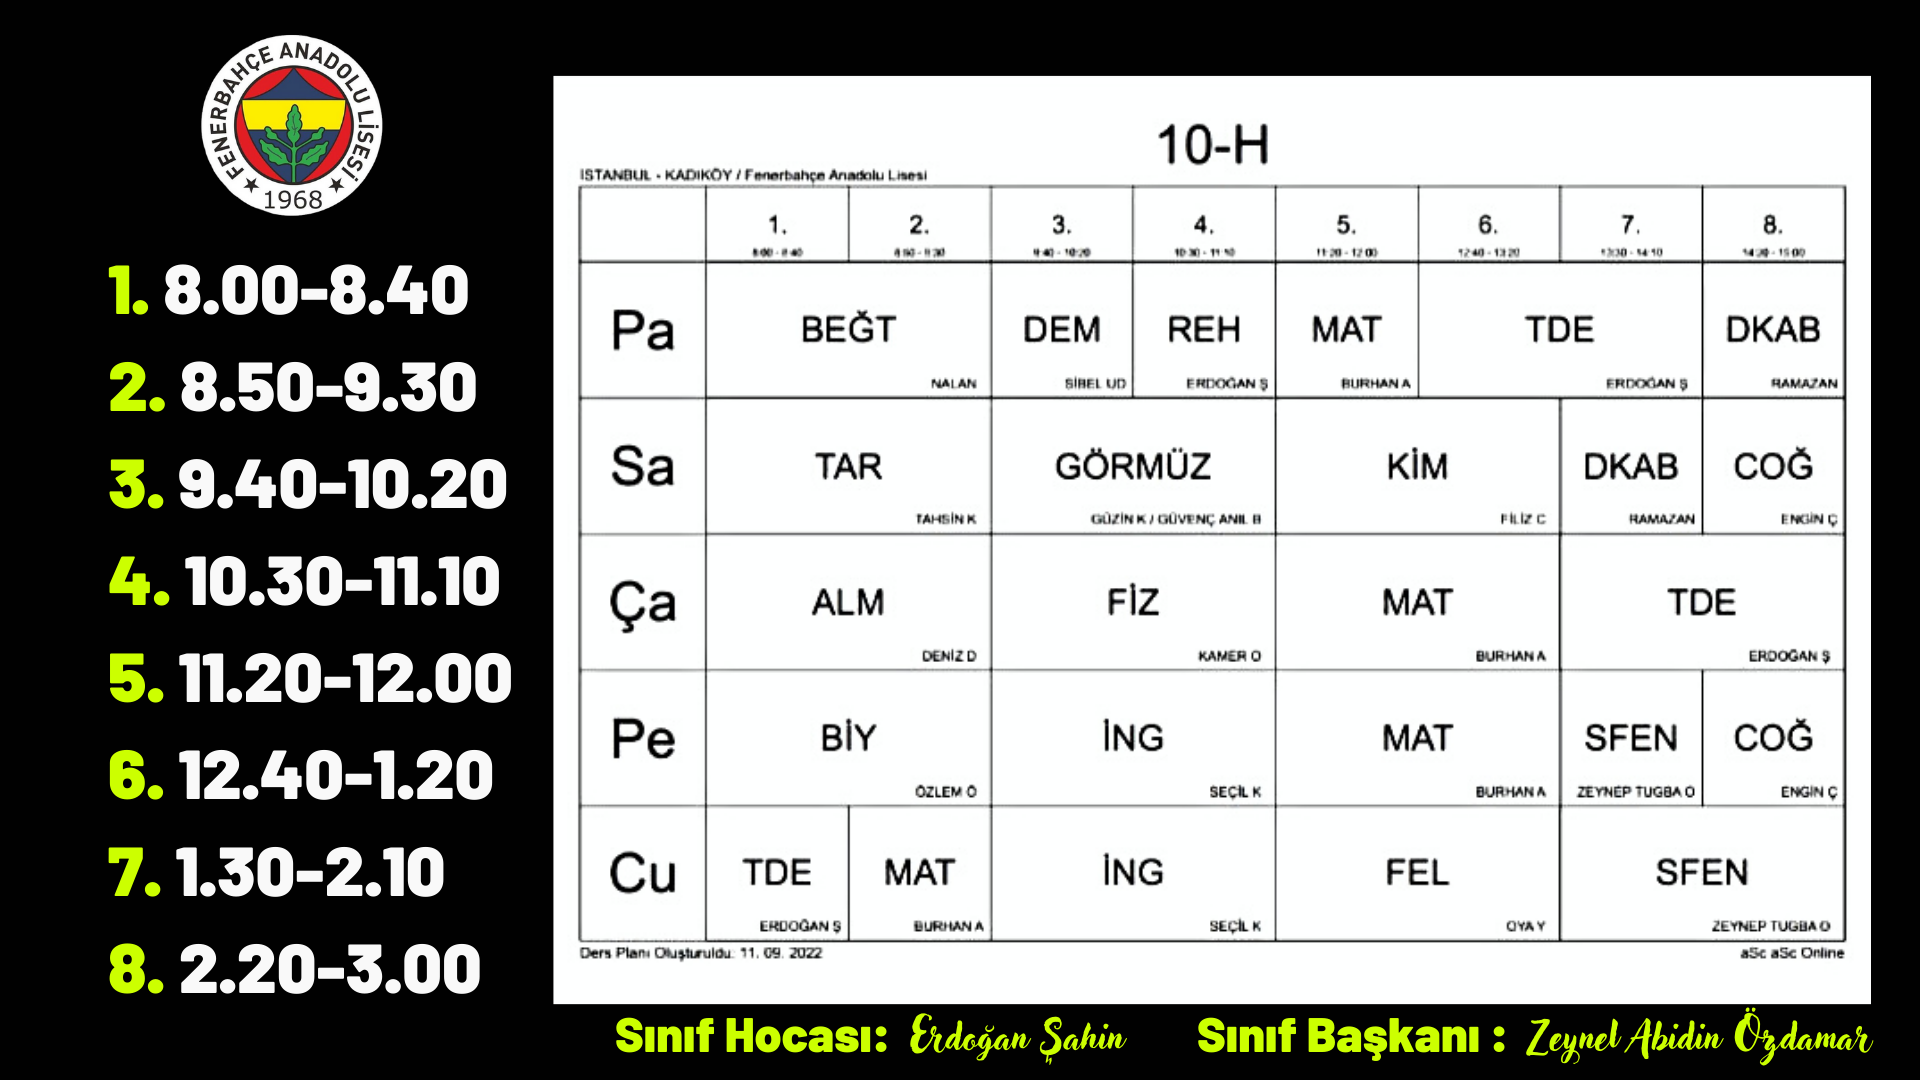 FENERBAHÇE ANADOLU LİSESİ
1968
1. 8.00-8.40
2. 8.50-9.30
3. 9.40-10.20
4. 10.30-11.10
5. 11.20-12.00
6. 12.40-1.20
7. 1.30-2.10
8. 2.20-3.00
10-H
İSTANBUL - KADIKÖY / Fenerbahçe Anadolu Lisesi
1. 2. 3. 4. 5. 6. 7. 8.
8:00 - 8:40 8:50 - 9:30 9:40 - 10:20 10:30 - 11:10 11:20 - 12:00 12:40 - 13:20 13:30 - 14:10 14:20 - 15:00
Pa BEĞT DEM REH MAT TDE DKAB
NALAN SİBEL UD ERDOĞAN Ş BURHAN A ERDOĞAN Ş RAMAZAN
Sa TAR GÖRMÜZ KİM DKAB COĞ
TAHSİN K GÜZİN K / GÜVENÇ ANIL B FİLİZ C RAMAZAN ENGİN Ç
Ça ALM FİZ MAT TDE
DENİZ D KAMER O BURHAN A ERDOĞAN Ş
Pe BİY İNG MAT SFEN COĞ
ÖZLEM Ö SEÇİL K BURHAN A ZEYNEP TUGBA O ENGİN Ç
Cu TDE MAT İNG FEL SFEN
ERDOĞAN Ş BURHAN A SEÇİL K OYA Y ZEYNEP TUGBA O
Ders Planı Oluşturuldu: 11. 09. 2022 aSc aSc Online
Sınıf Hocası: Erdoğan Şahin Sınıf Başkanı : Zeynel Abidin Özdamar